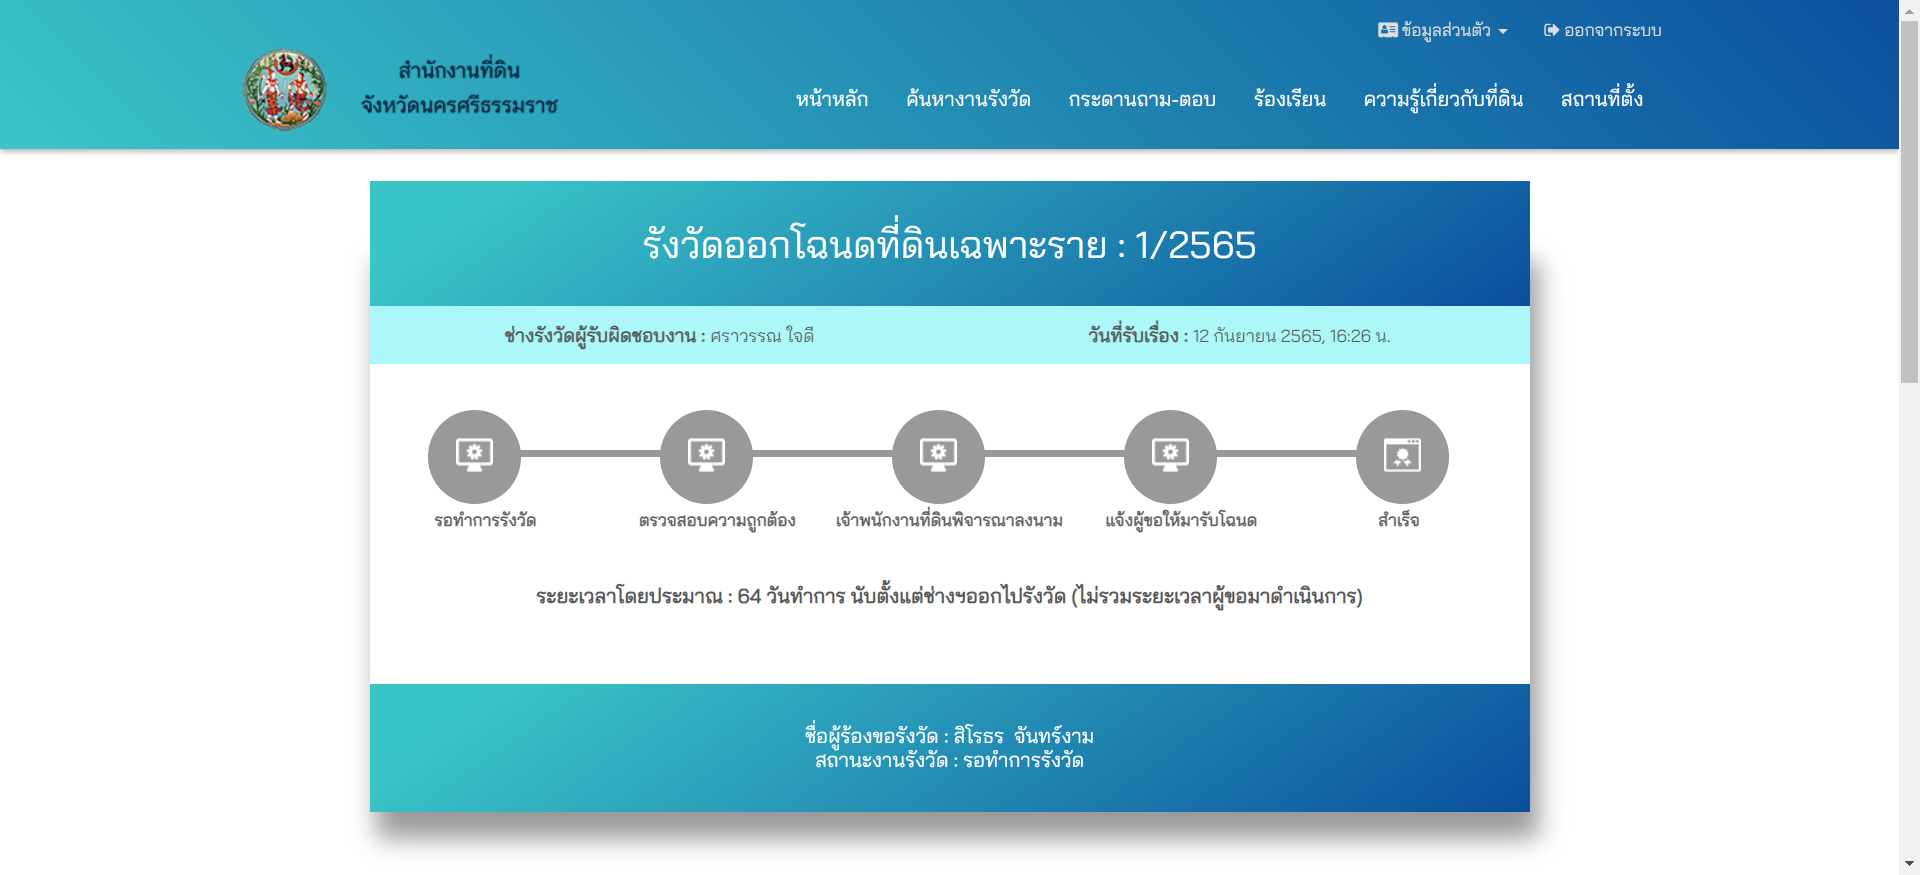 ข้อมูลส่วนตัว ออกจากระบบ
สำนักงานที่ดิน
จังหวัดนครศรีธรรมราช
หน้าหลัก ค้นหางานรังวัด กระดานถาม-ตอบ ร้องเรียน ความรู้เกี่ยวกับที่ดิน สถานที่ตั้ง
รังวัดออกโฉนดที่ดินเฉพาะราย : 1/2565
ช่างรังวัดผู้รับผิดชอบงาน : ศราวรรณ ใจดี วันที่รับเรื่อง : 12 กันยายน 2565, 16:26 น.
รอทำการรังวัด ตรวจสอบความถูกต้อง เจ้าพนักงานที่ดินพิจารณาลงนาม แจ้งผู้ขอให้มารับโฉนด สำเร็จ
ระยะเวลาโดยประมาณ : 64 วันทำการ นับตั้งแต่ช่างฯออกไปรังวัด (ไม่รวมระยะเวลาผู้ขอมาดำเนินการ)
ชื่อผู้ร้องขอรังวัด : สิโรธร จันทร์งาม
สถานะงานรังวัด : รอทำการรังวัด